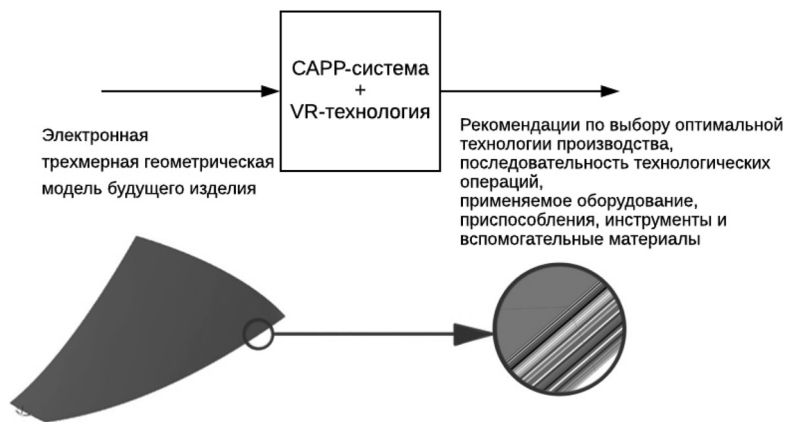 CAPP-система
+
VR-технология
Электронная
трехмерная геометрическая
модель будущего изделия
Рекомендации по выбору оптимальной
технологии производства,
последовательность технологических
операций,
применяемое оборудование,
приспособления, инструменты и
вспомогательные материалы